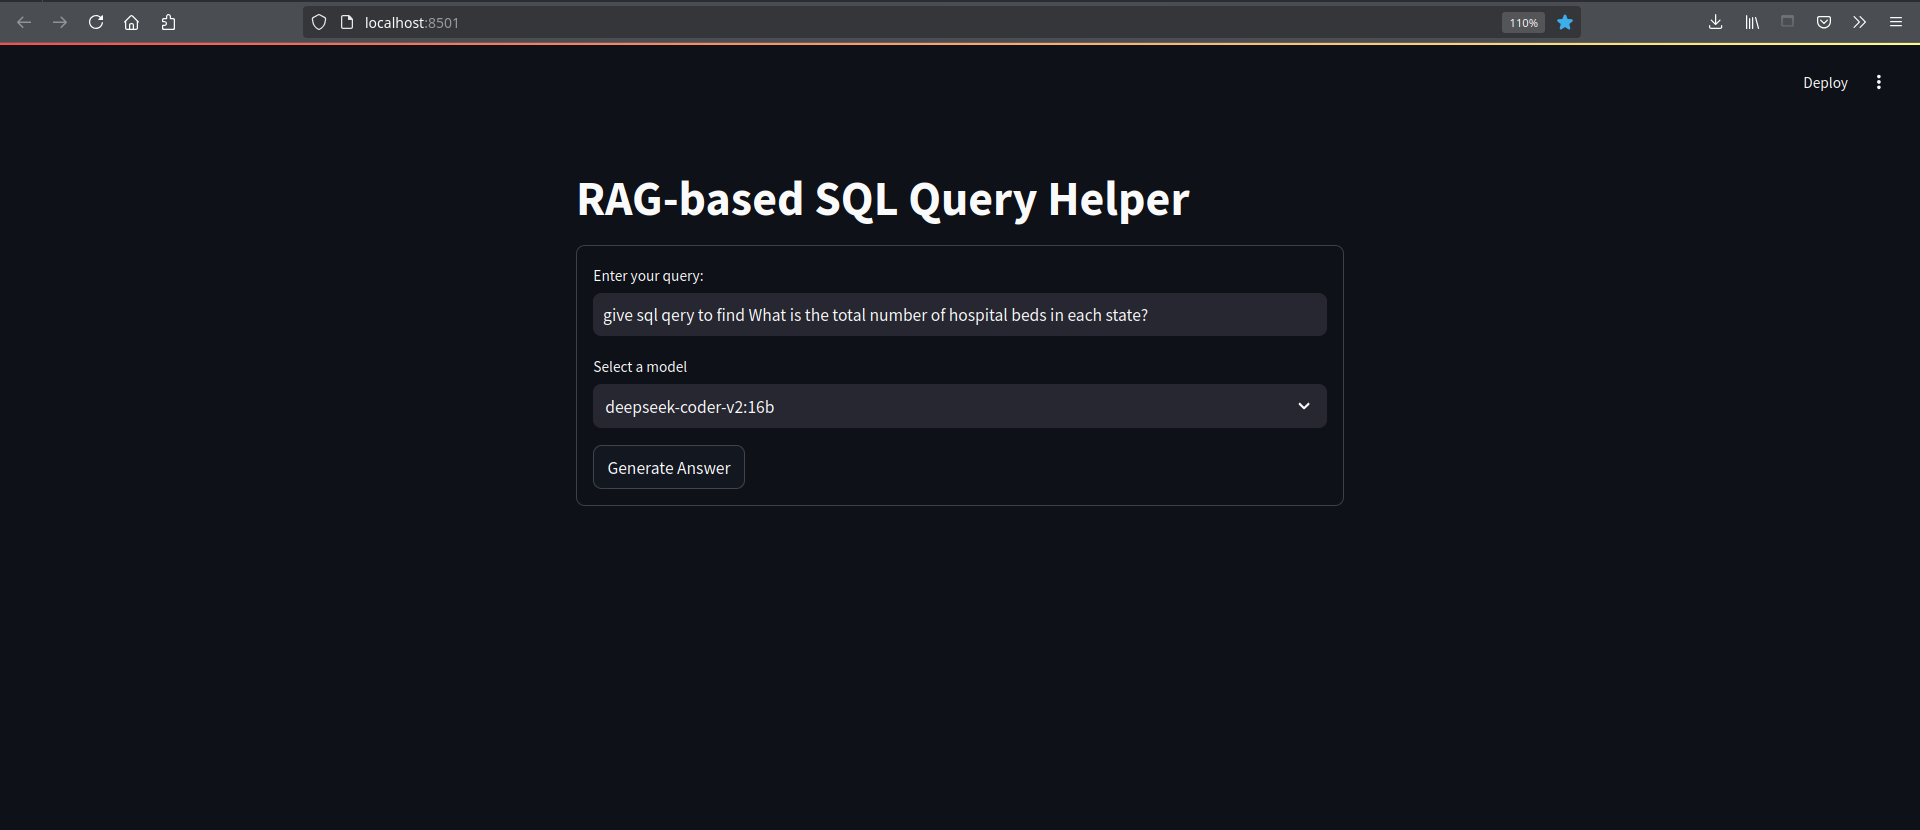 localhost:8501
110%
Deploy
RAG-based SQL Query Helper
Enter your query:
give sql qery to find What is the total number of hospital beds in each state?
Select a model
deepseek-coder-v2:16b
Generate Answer